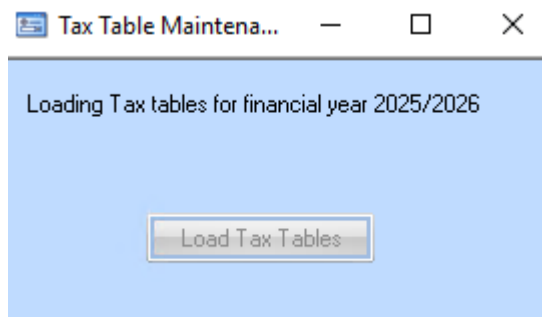 Tax Table Maintena...
Loading Tax tables for financial year 2025/2026
Load Tax Tables